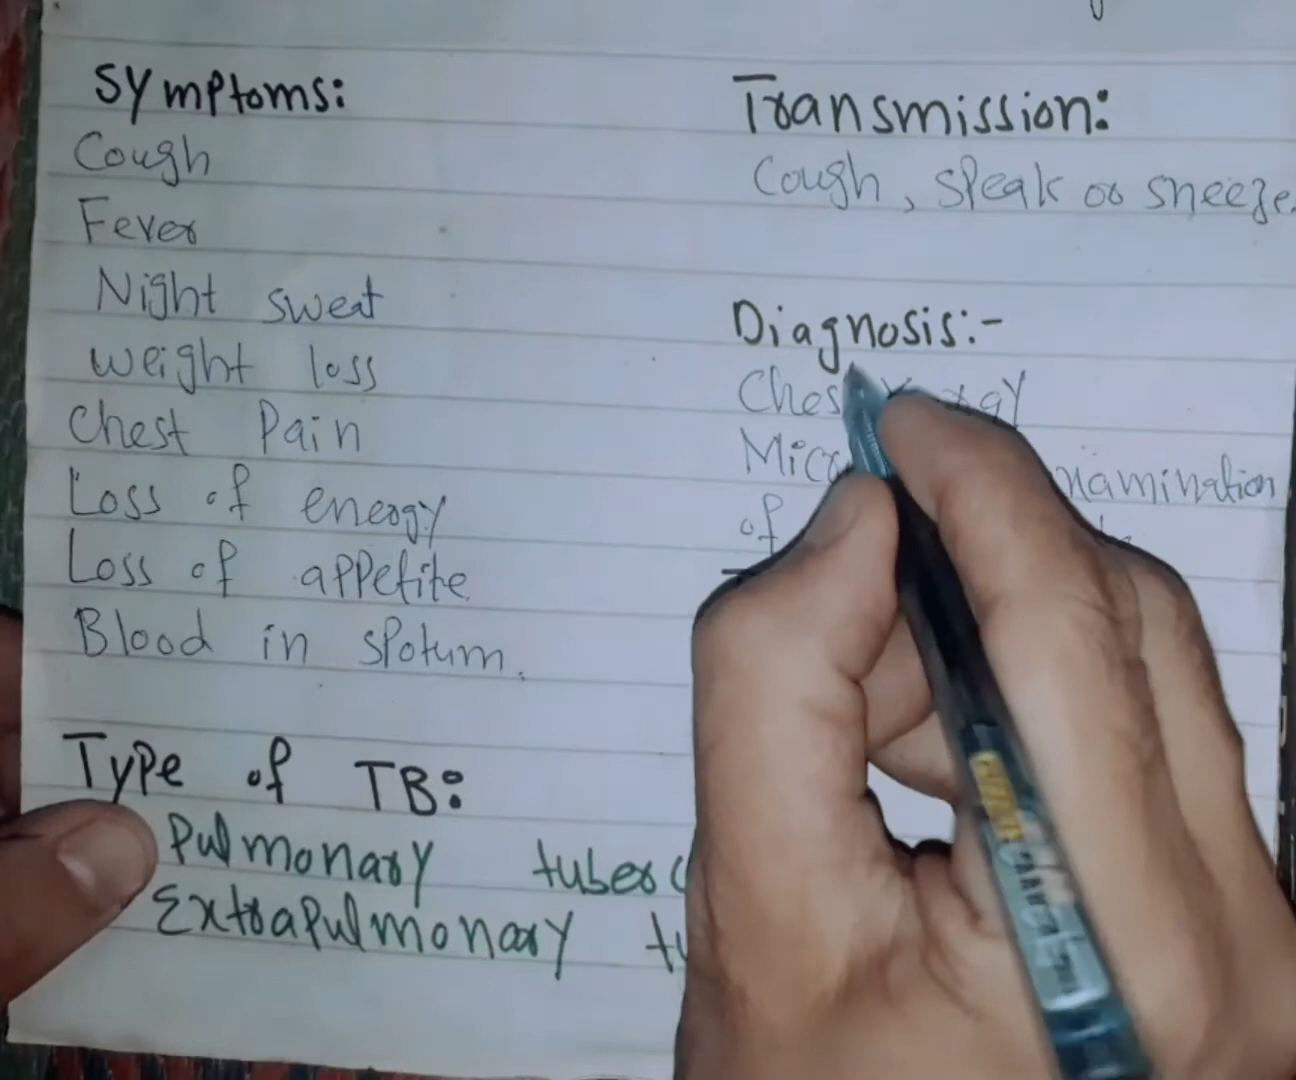 Symptoms:
Cough
Fever
Night sweat
Weight loss
Chest Pain
Loss of energy
Loss of appetite
Blood in spotum.
Type of TB:
Pulmonary
Extrapulmonary
Transmission:
Cough, speak or sneeze.
Diagnosis:-
of